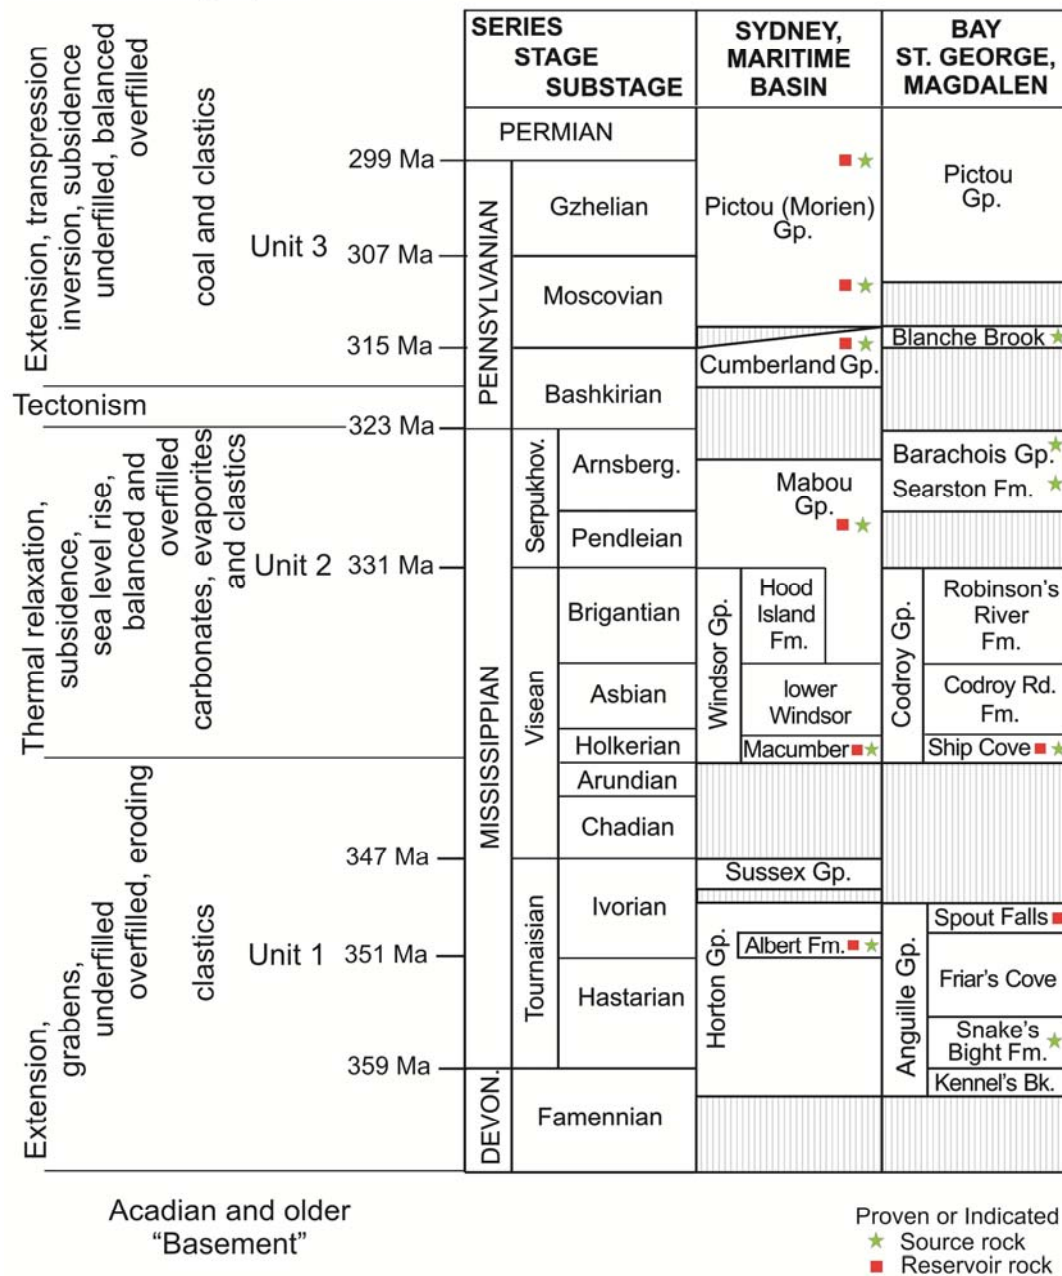 SERIES
STAGE
SUBSTAGE
SYDNEY,
MARITIME
BASIN
BAY
ST. GEORGE,
MAGDALEN
Extension, transpression
inversion, subsidence
underfilled, balanced
overfilled
coal and clastics
Unit 3
Tectonism
Thermal relaxation,
subsidence,
sea level rise,
balanced and
overfilled
carbonates, evaporites
and clastics
Unit 2
Extension,
grabens,
underfilled
overfilled, eroding
clastics
Unit 1
299 Ma
307 Ma
315 Ma
323 Ma
331 Ma
347 Ma
351 Ma
359 Ma
PERMIAN
PENNSYLVANIAN
Gzhelian
Moscovian
Bashkirian
MISSISSIPPIAN
Serpukhov.
Arnsberg.
Pendleian
Visean
Brigantian
Asbian
Holkerian
Arundian
Chadian
Tournaisian
Ivorian
Hastarian
DEVON.
Famennian
Pictou (Morien)
Gp.
Cumberland Gp.
Mabou
Gp.
Windsor Gp.
Hood
Island
Fm.
lower
Windsor
Macumber
Sussex Gp.
Horton Gp.
Albert Fm.
Pictou
Gp.
Blanche Brook
Barachois Gp.
Searston Fm.
Codroy Gp.
Robinson's
River
Fm.
Codroy Rd.
Fm.
Ship Cove
Anguille Gp.
Spout Falls
Friar's Cove
Snake's
Bight Fm.
Kennel's Bk.
Acadian and older
"Basement"
Proven or Indicated
Source rock
Reservoir rock